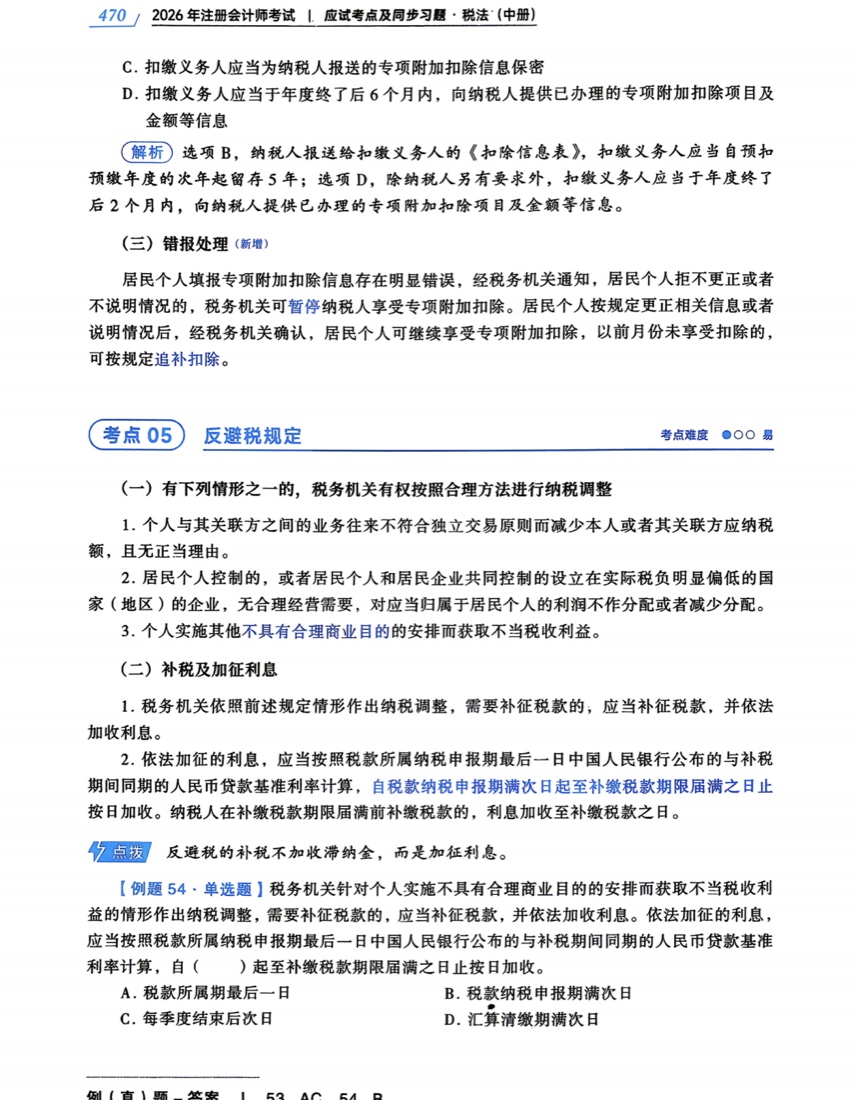 470 2026年注册会计师考试 | 应试考点及同步习题·税法(中册)
C. 扣缴义务人应当为纳税人报送的专项附加扣除信息保密
D. 扣缴义务人应当于年度终了后6个月内，向纳税人提供已办理的专项附加扣除项目及
金额等信息
解析 选项B，纳税人报送给扣缴义务人的《扣除信息表》，扣缴义务人应当自预扣
预缴年度的次年起留存5年；选项D，除纳税人另有要求外，扣缴义务人应当于年度终了
后2个月内，向纳税人提供已办理的专项附加扣除项目及金额等信息。
（三）错报处理（新增）
居民个人填报专项附加扣除信息存在明显错误，经税务机关通知，居民个人拒不更正或者
不说明情况的，税务机关可暂停纳税人享受专项附加扣除。居民个人按规定更正相关信息或者
说明情况后，经税务机关确认，居民个人可继续享受专项附加扣除，以前月份未享受扣除的，
可按规定追补扣除。
考点05 反避税规定 考点难度 ●○○ 易
（一）有下列情形之一的，税务机关有权按照合理方法进行纳税调整
1. 个人与其关联方之间的业务往来不符合独立交易原则而减少本人或者其关联方应纳税
额，且无正当理由。
2. 居民个人控制的，或者居民个人和居民企业共同控制的设立在实际税负明显偏低的国
家（地区）的企业，无合理经营需要，对应当归属于居民个人的利润不作分配或者减少分配。
3. 个人实施其他不具有合理商业目的的安排而获取不当税收利益。
（二）补税及加征利息
1. 税务机关依照前述规定情形作出纳税调整，需要补征税款的，应当补征税款，并依法
加收利息。
2. 依法加征的利息，应当按照税款所属纳税申报期最后一日中国人民银行公布的与补税
期间同期的人民币贷款基准利率计算，自税款纳税申报期满次日起至补缴税款期限届满之日止
按日加收。纳税人在补缴税款期限届满前补缴税款的，利息加收至补缴税款之日。
点拨 反避税的补税不加收滞纳金，而是加征利息。
【例题54·单选题】税务机关针对个人实施不具有合理商业目的的安排而获取不当税收利
益的情形作出纳税调整，需要补征税款的，应当补征税款，并依法加收利息。依法加征的利息，
应当按照税款所属纳税申报期最后一日中国人民银行公布的与补税期间同期的人民币贷款基准
利率计算，自（ ）起至补缴税款期限届满之日止按日加收。
A. 税款所属期最后一日 B. 税款纳税申报期满次日
C. 每季度结束后次日 D. 汇算清缴期满次日
例（真）题-答案 | 53. AC 54. B